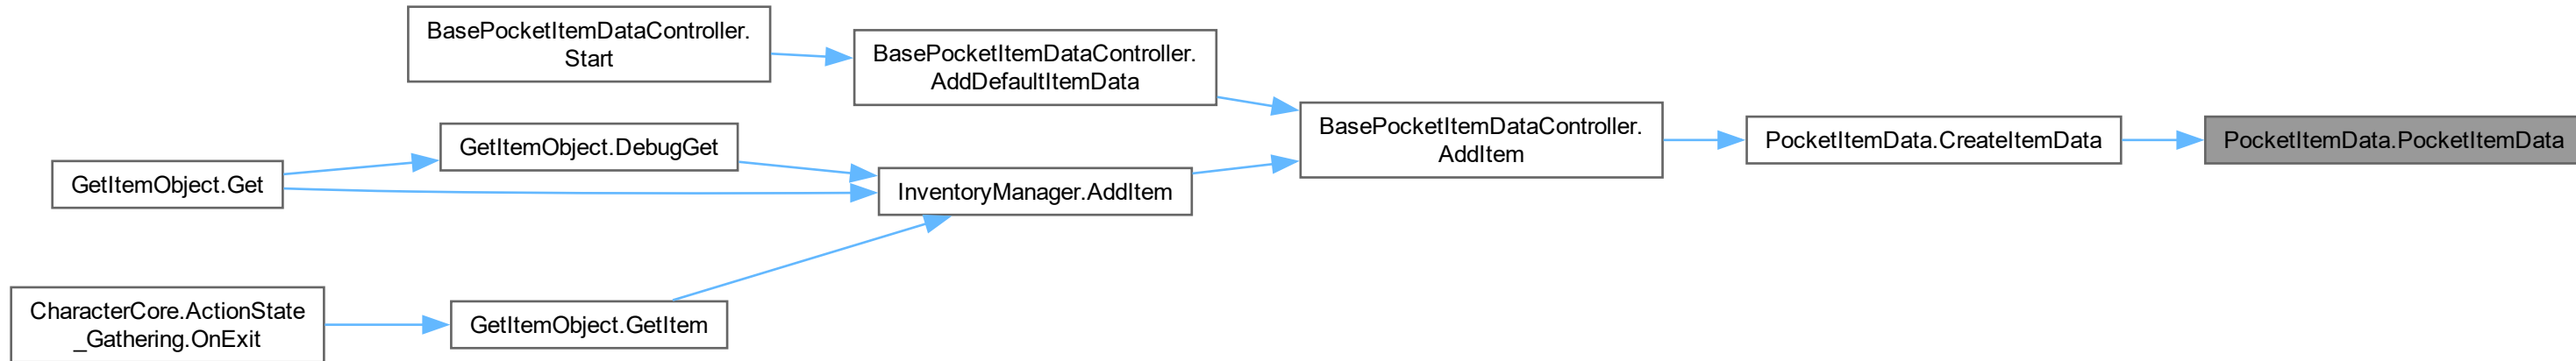 BasePocketItemDataController.
Start
BasePocketItemDataController.
AddDefaultItemData
GetItemObject.DebugGet
BasePocketItemDataController.
AddItem
PocketItemData.CreateItemData
PocketItemData.PocketItemData
GetItemObject.Get
InventoryManager.AddItem
CharacterCore.ActionState
_Gathering.OnExit
GetItemObject.GetItem